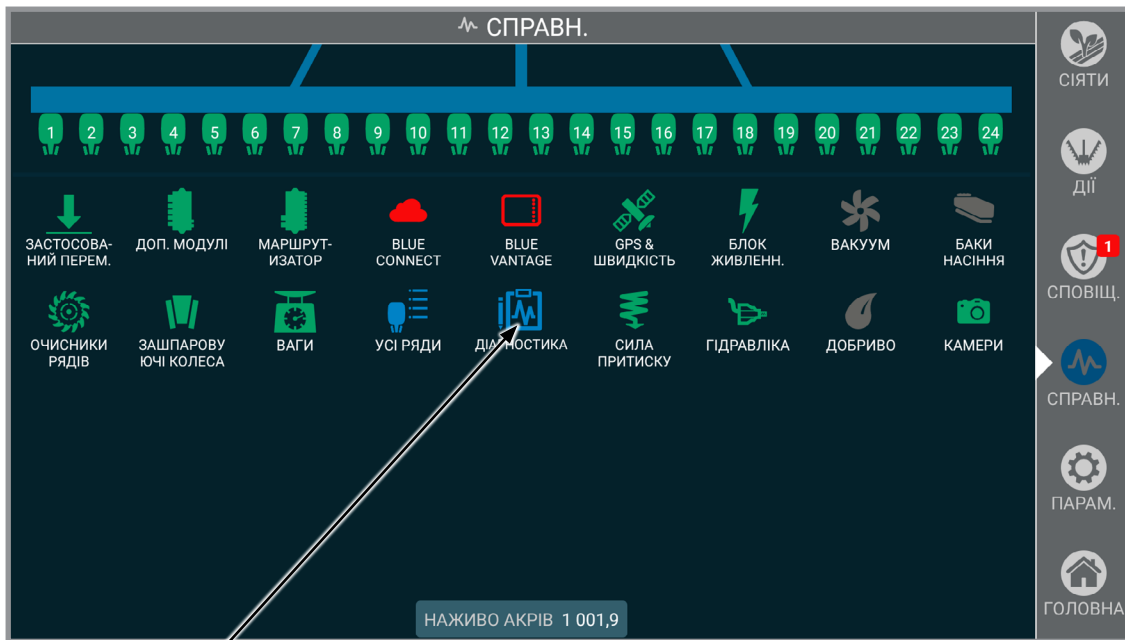 СПРАВН.
1 2 3 4 5 6 7 8 9 10 11 12 13 14 15 16 17 18 19 20 21 22 23 24
ЗАСТОСОВА-
НИЙ ПЕРЕМ.
ДОП. МОДУЛІ
МАРШРУТ-
ИЗАТОР
BLUE
CONNECT
BLUE
VANTAGE
GPS &
ШВИДКІСТЬ
БЛОК
ЖИВЛЕНН.
ВАКУУМ
БАКИ
НАСІННЯ
ОЧИСНИКИ
РЯДІВ
ЗАШПАРОВУ
ЮЧІ КОЛЕСА
ВАГИ
УСІ РЯДИ
ДІАГНОСТИКА
СИЛА
ПРИТИСКУ
ГІДРАВЛІКА
ДОБРИВО
КАМЕРИ
НАЖИВО АКРІВ 1 001,9
СІЯТИ
ДІЇ
1
СПОВІЩ.
СПРАВН.
ПАРАМ.
ГОЛОВНА